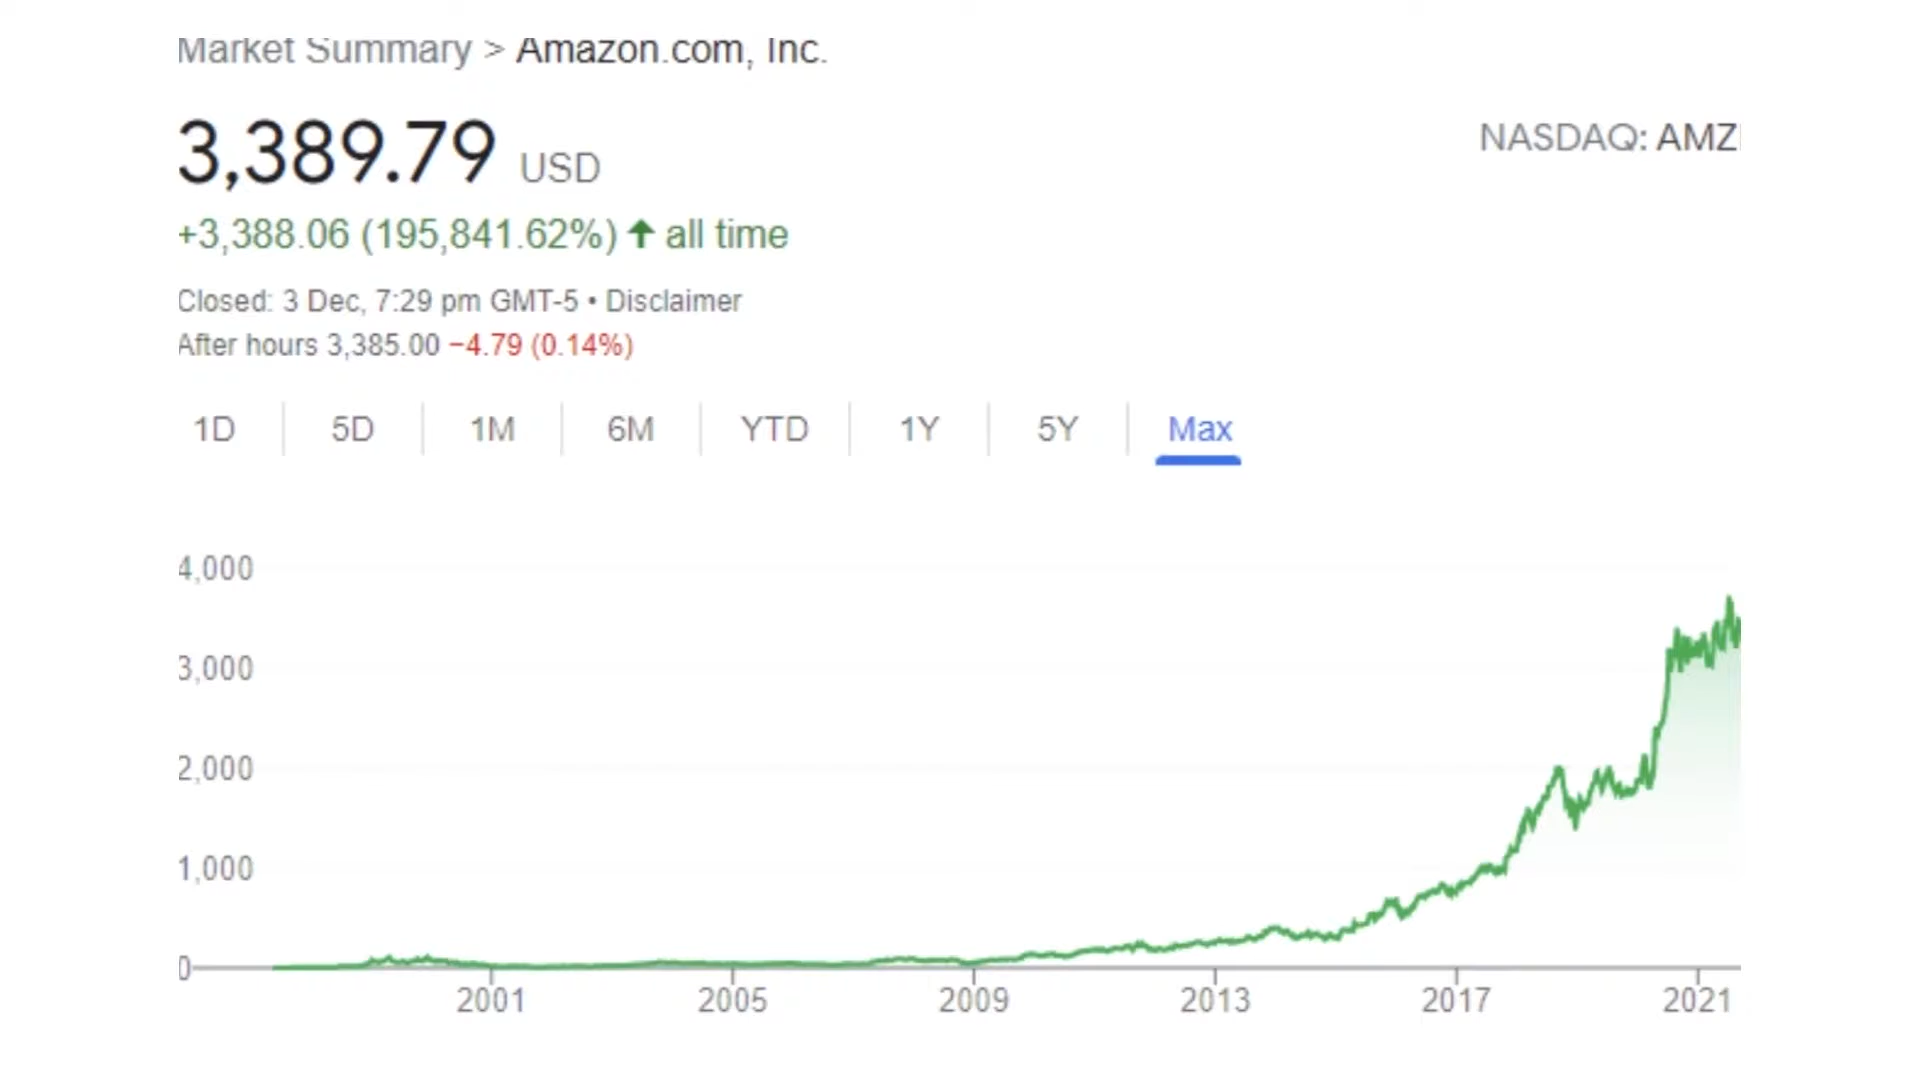 Market Summary > Amazon.com, Inc.
3,389.79 USD
NASDAQ: AMZ
+3,388.06 (195,841.62%) ↑ all time
Closed: 3 Dec, 7:29 pm GMT-5 • Disclaimer
After hours 3,385.00 −4.79 (0.14%)
1D 5D 1M 6M YTD 1Y 5Y Max
4,000
3,000
2,000
1,000
0
2001 2005 2009 2013 2017 2021